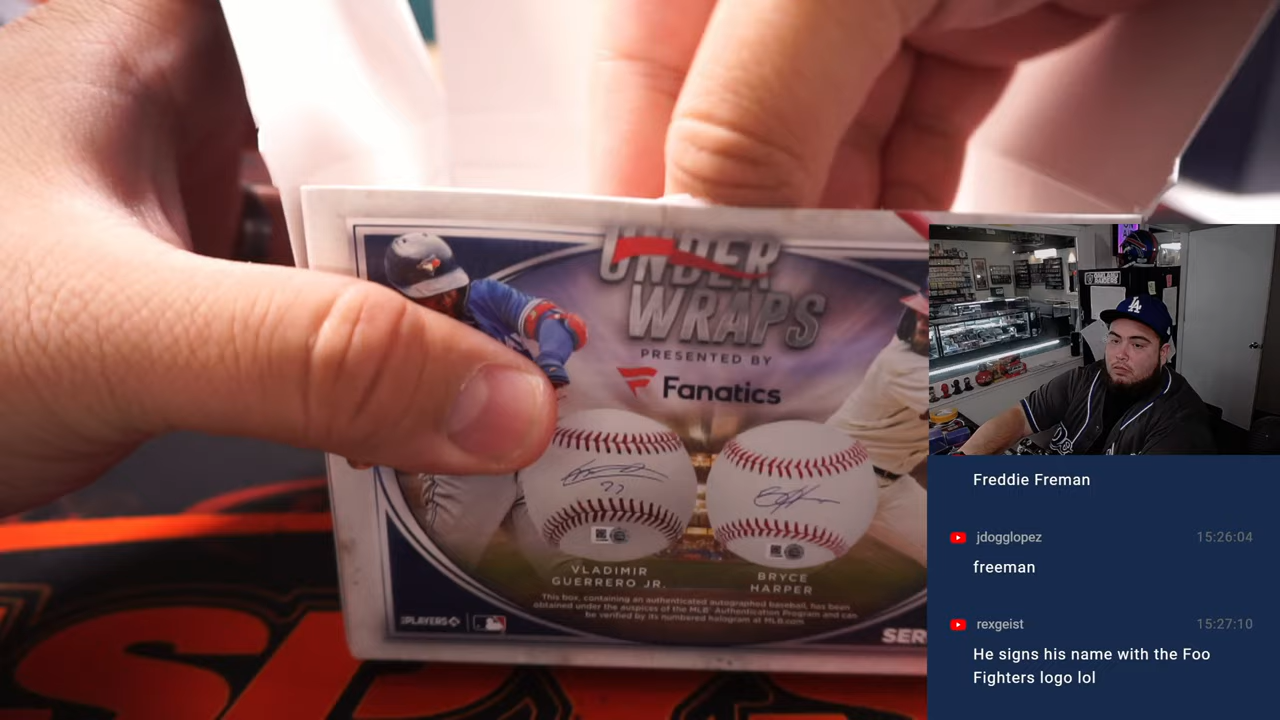 UNDER
WRAPS
PRESENTED BY
Fanatics
77
VLADIMIR
GUERRERO JR.
BRYCE
HARPER
This box, containing an authenticated autographed baseball, has been
obtained under the auspices of the MLB Authentication Program and can
be verified by its numbered hologram at MLB.com
PLAYERS
SER
LA
Freddie Freman
jdogglopez 15:26:04
freeman
rexgeist 15:27:10
He signs his name with the Foo
Fighters logo lol